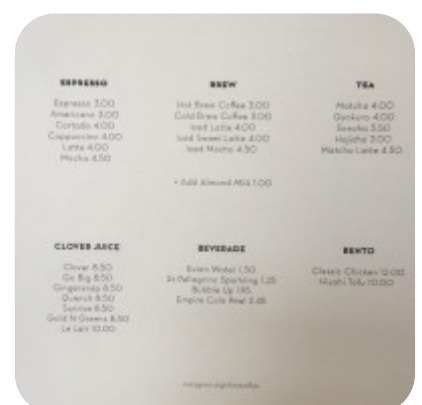 ESPRESSO
Espresso 3.00
Americano 3.00
Cortado 4.00
Cappuccino 4.00
Latte 4.00
Mocha 4.50
BREW
Hot Brew Coffee 3.00
Cold Brew Coffee 3.00
Iced Latte 4.00
Iced Sweet Latte 4.00
Iced Mocha 4.50
+ Add Almond Milk 1.00
TEA
Matcha 4.00
Gyokuro 4.00
Sencha 3.50
Hojicha 3.00
Matcha Latte 4.50
CLOVER JUICE
Clover 8.50
Go Big 8.50
Gingersnap 8.50
Quench 8.50
Sunrise 8.50
Gold N Greens 8.50
Le Lait 10.00
BEVERAGE
Evian Water 1.50
St Pellegrino Sparkling 1.25
Bubble Up 1.95
Empire Cola Reel
BENTO
Classic Chicken 12.00
Miyoshi Tofu 10.00